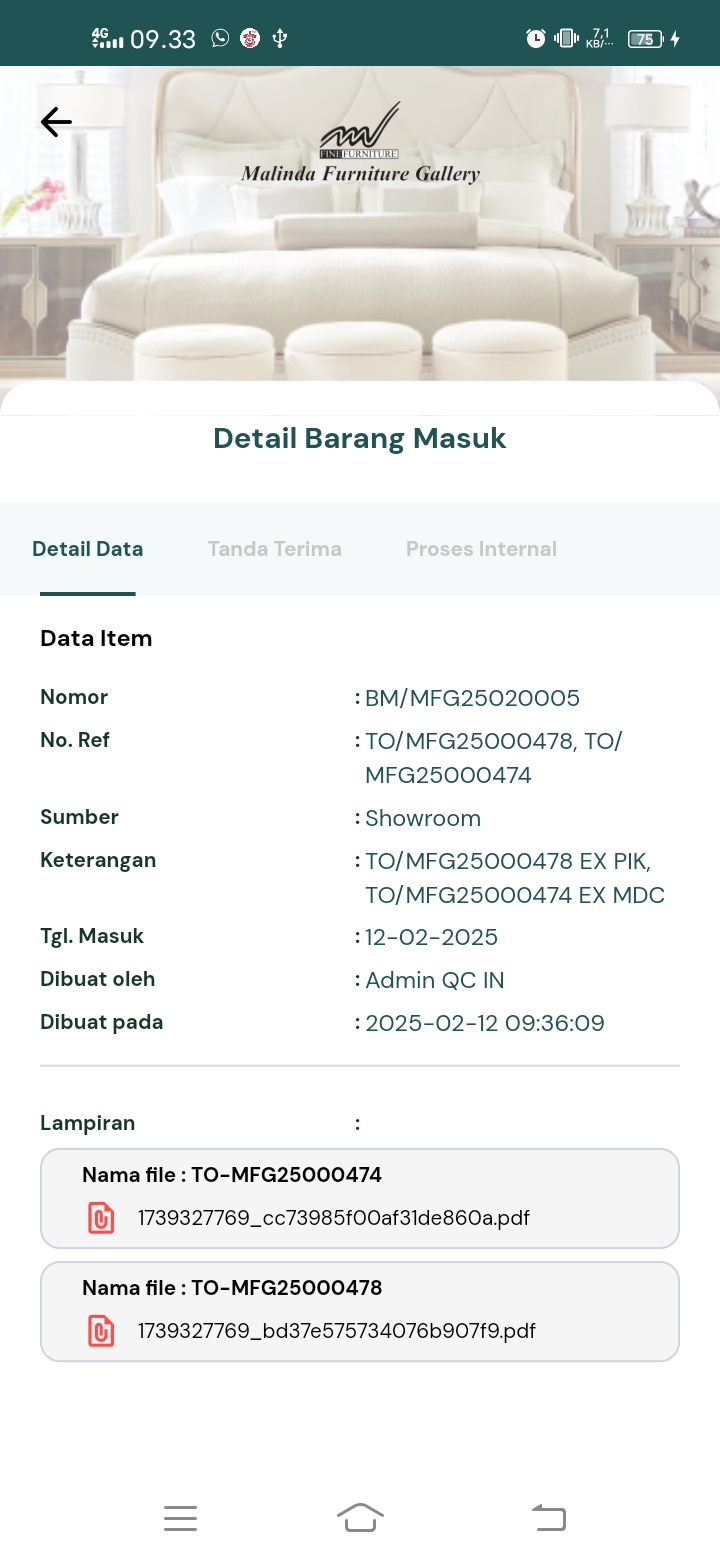 4G 09.33 7,1 KB/... 75
FINE FURNITURE
Malinda Furniture Gallery
Detail Barang Masuk
Detail Data Tanda Terima Proses Internal
Data Item
Nomor : BM/MFG25020005
No. Ref : TO/MFG25000478, TO/
MFG25000474
Sumber : Showroom
Keterangan : TO/MFG25000478 EX PIK,
TO/MFG25000474 EX MDC
Tgl. Masuk : 12-02-2025
Dibuat oleh : Admin QC IN
Dibuat pada : 2025-02-12 09:36:09
Lampiran :
Nama file : TO-MFG25000474
1739327769_cc73985f00af31de860a.pdf
Nama file : TO-MFG25000478
1739327769_bd37e575734076b907f9.pdf